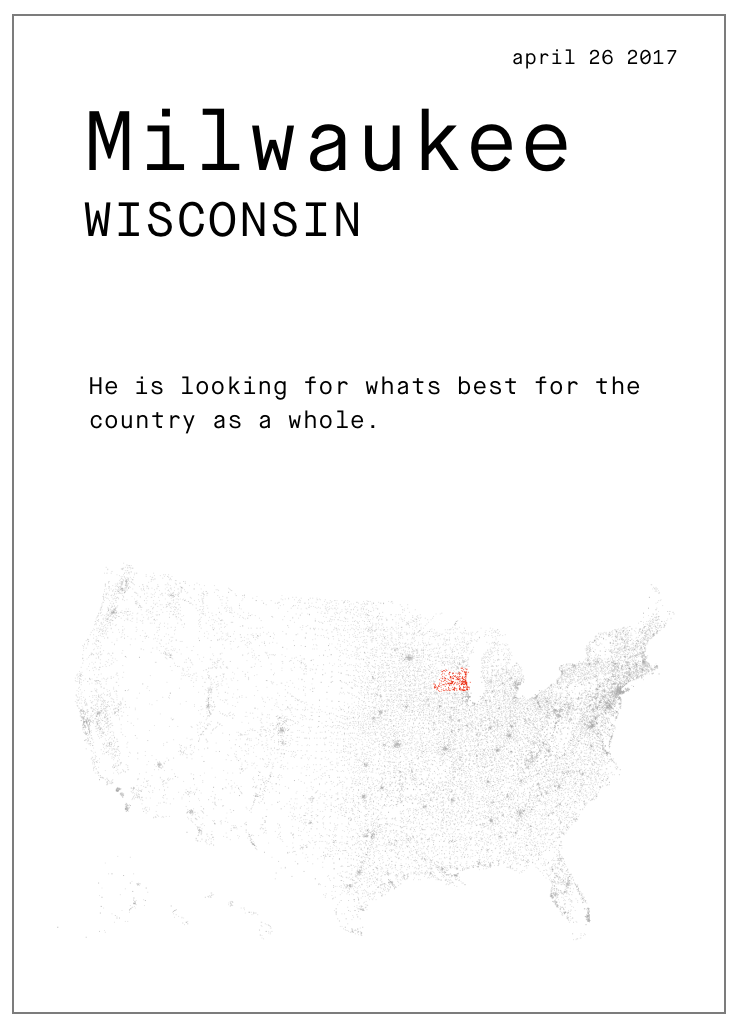 april 26 2017
Milwaukee
WISCONSIN
He is looking for whats best for the
country as a whole.